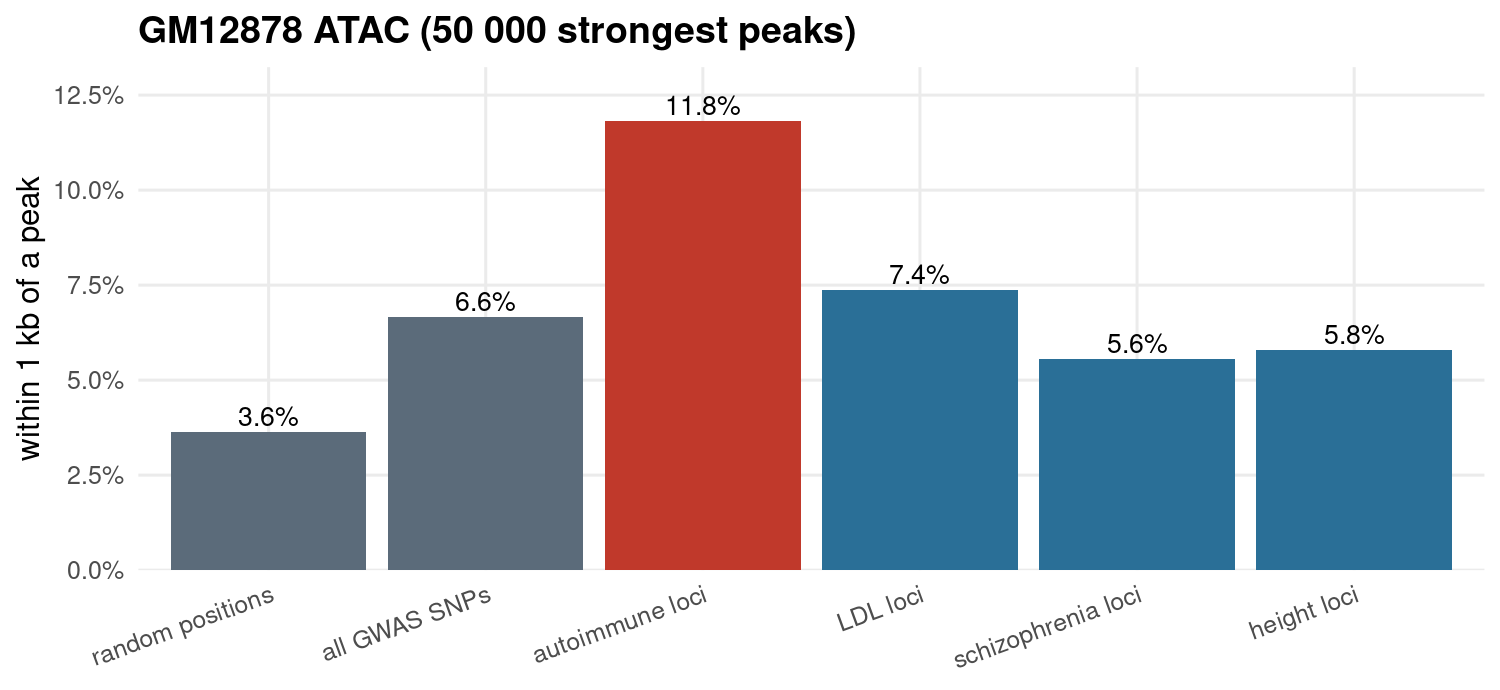 GM12878 ATAC (50 000 strongest peaks)
within 1 kb of a peak
12.5%
10.0%
7.5%
5.0%
2.5%
0.0%
3.6%
6.6%
11.8%
7.4%
5.6%
5.8%
random positions
all GWAS SNPs
autoimmune loci
LDL loci
schizophrenia loci
height loci